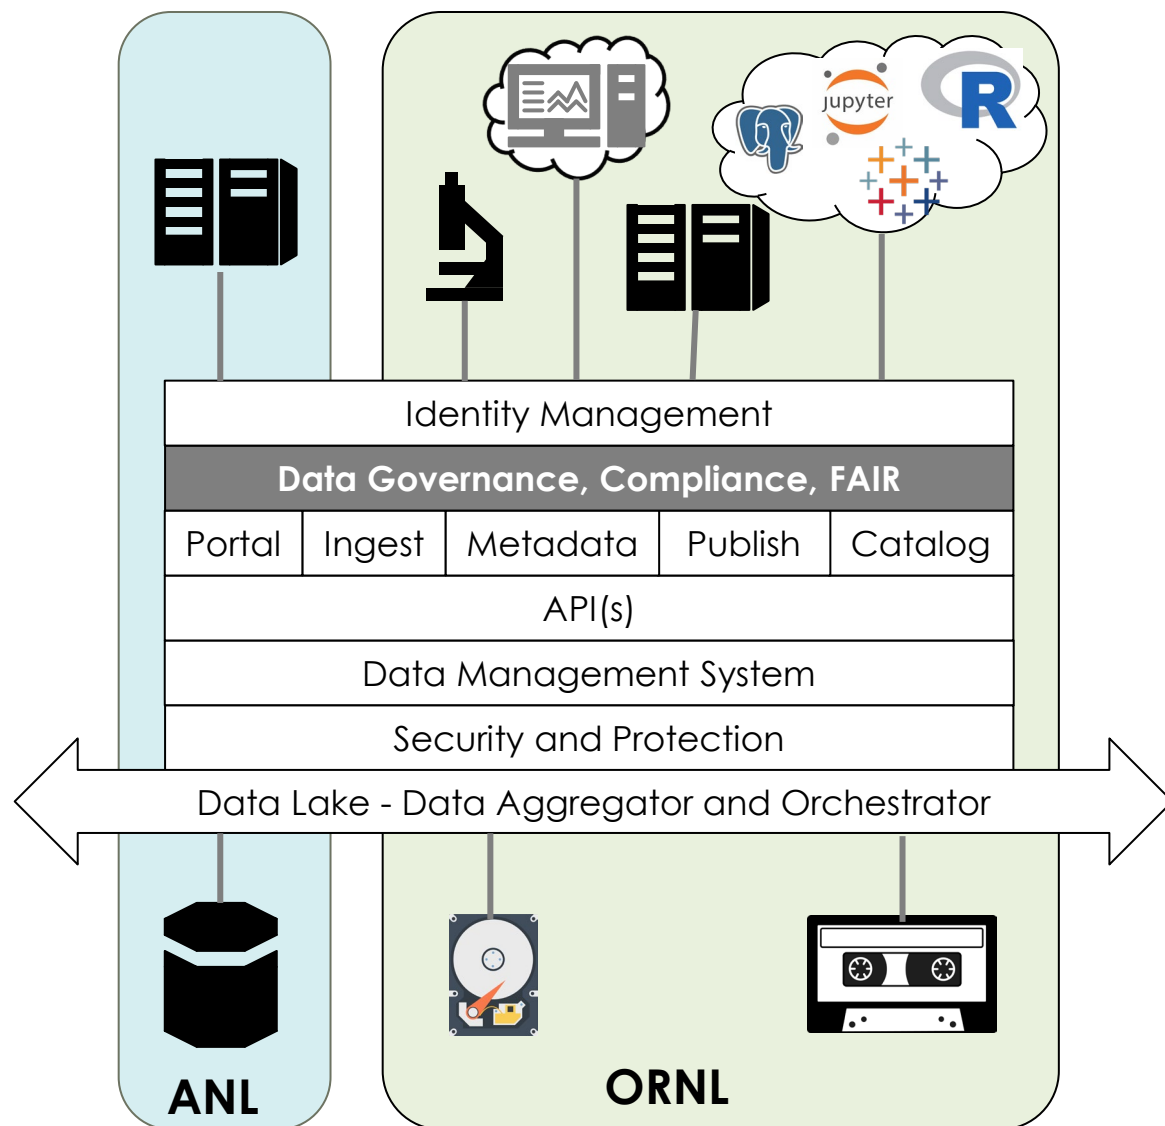 jupyter
R
Identity Management
Data Governance, Compliance, FAIR
Portal
Ingest
Metadata
Publish
Catalog
API(s)
Data Management System
Security and Protection
Data Lake - Data Aggregator and Orchestrator
ANL
ORNL